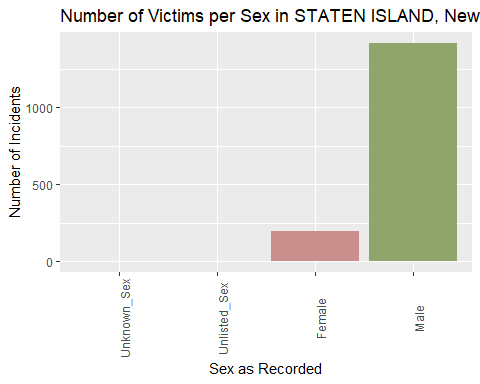 Number of Victims per Sex in STATEN ISLAND, New
Number of Incidents
1000
500
0
Unknown_Sex
Unlisted_Sex
Female
Male
Sex as Recorded